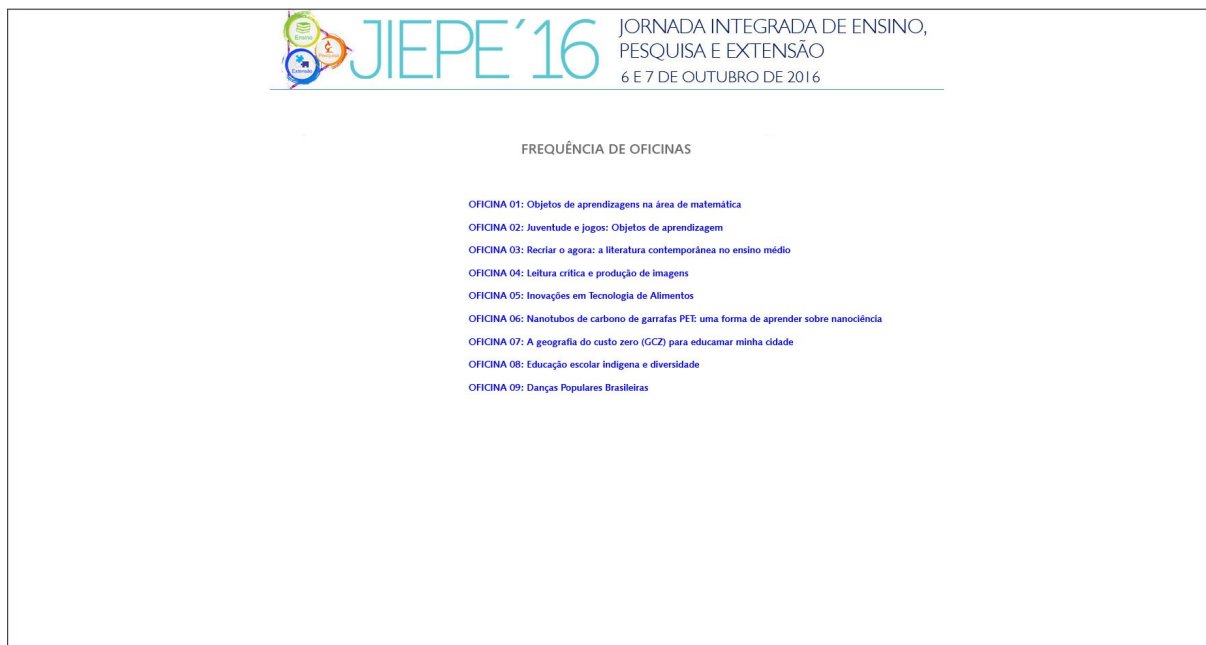 Ensino
Pesquisa
Extensão
JIEPE´16
JORNADA INTEGRADA DE ENSINO,
PESQUISA E EXTENSÃO
6 E 7 DE OUTUBRO DE 2016
FREQUÊNCIA DE OFICINAS
OFICINA 01: Objetos de aprendizagens na área de matemática
OFICINA 02: Juventude e jogos: Objetos de aprendizagem
OFICINA 03: Recriar o agora: a literatura contemporânea no ensino médio
OFICINA 04: Leitura crítica e produção de imagens
OFICINA 05: Inovações em Tecnologia de Alimentos
OFICINA 06: Nanotubos de carbono de garrafas PET: uma forma de aprender sobre nanociência
OFICINA 07: A geografia do custo zero (GCZ) para educamar minha cidade
OFICINA 08: Educação escolar indígena e diversidade
OFICINA 09: Danças Populares Brasileiras